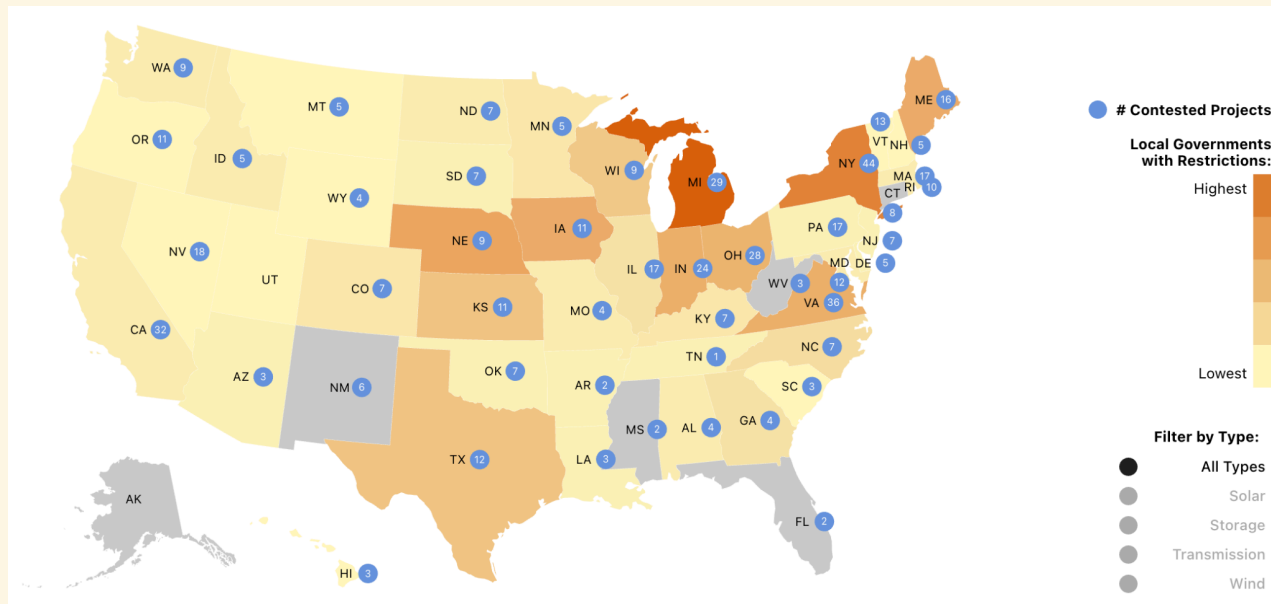 WA 9
MT 5
ND 7
MN 5
ME 16
# Contested Projects
OR 11
ID 5
VT 13
NH 5
NY 44
Local Governments
with Restrictions:
SD 7
WI 9
MI 29
MA 17
RI 10
CT 8
Highest
WY 4
NE 9
IA 11
PA 17
NJ 7
NV 18
UT
CO 7
IL 17
IN 24
OH 28
MD 12
DE 5
WV 3
VA 36
KS 11
MO 4
KY 7
CA 32
NC 7
TN 1
AZ 3
NM 6
OK 7
AR 2
SC 3
Lowest
MS 2
AL 4
GA 4
TX 12
LA 3
Filter by Type:
All Types
Solar
AK
FL 2
Storage
Transmission
HI 3
Wind